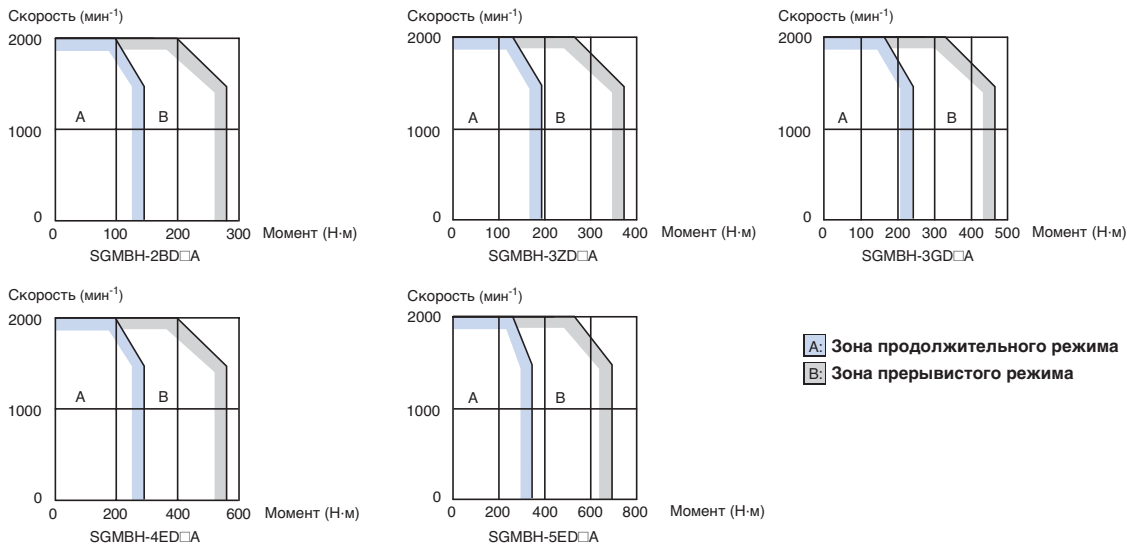 Скорость (мин⁻¹)
2000
A
B
1000
0
0 100 200 300 Момент (Н·м)
SGMBH-2BD□A
Скорость (мин⁻¹)
2000
A
B
1000
0
0 100 200 300 400 Момент (Н·м)
SGMBH-3ZD□A
Скорость (мин⁻¹)
2000
A
B
1000
0
0 100 200 300 400 500 Момент (Н·м)
SGMBH-3GD□A
Скорость (мин⁻¹)
2000
A
B
1000
0
0 200 400 600 Момент (Н·м)
SGMBH-4ED□A
Скорость (мин⁻¹)
2000
A
B
1000
0
0 200 400 600 800 Момент (Н·м)
SGMBH-5ED□A
A: Зона продолжительного режима
B: Зона прерывистого режима